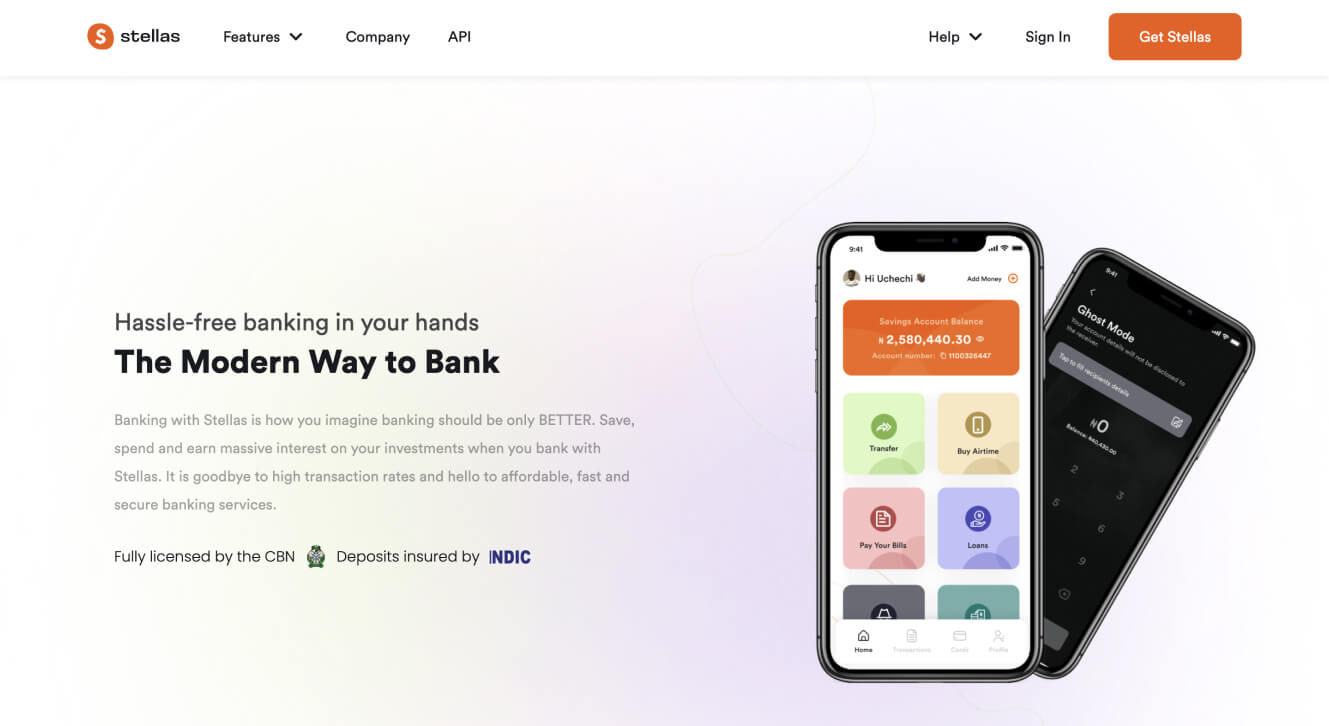 stellas
Features
Company
API
Help
Sign In
Get Stellas
Hassle-free banking in your hands
The Modern Way to Bank
Banking with Stellas is how you imagine banking should be only BETTER. Save,
spend and earn massive interest on your investments when you bank with
Stellas. It is goodbye to high transaction rates and hello to affordable, fast and
secure banking services.
Fully licensed by the CBN Deposits insured by NDIC
9:41
Hi Uchechi 👋🏿
Add Money
Savings Account Balance
₦ 2,580,440.30
Account number: 1100326447
Transfer
Buy Airtime
Pay Your Bills
Loans
Home
Transactions
Cards
Profile
9:41
Ghost Mode
Your account details will not be disclosed to
the receiver.
Tap to fill recipients details
₦0
Balance: ₦60,430.00
2
3
5
6
9